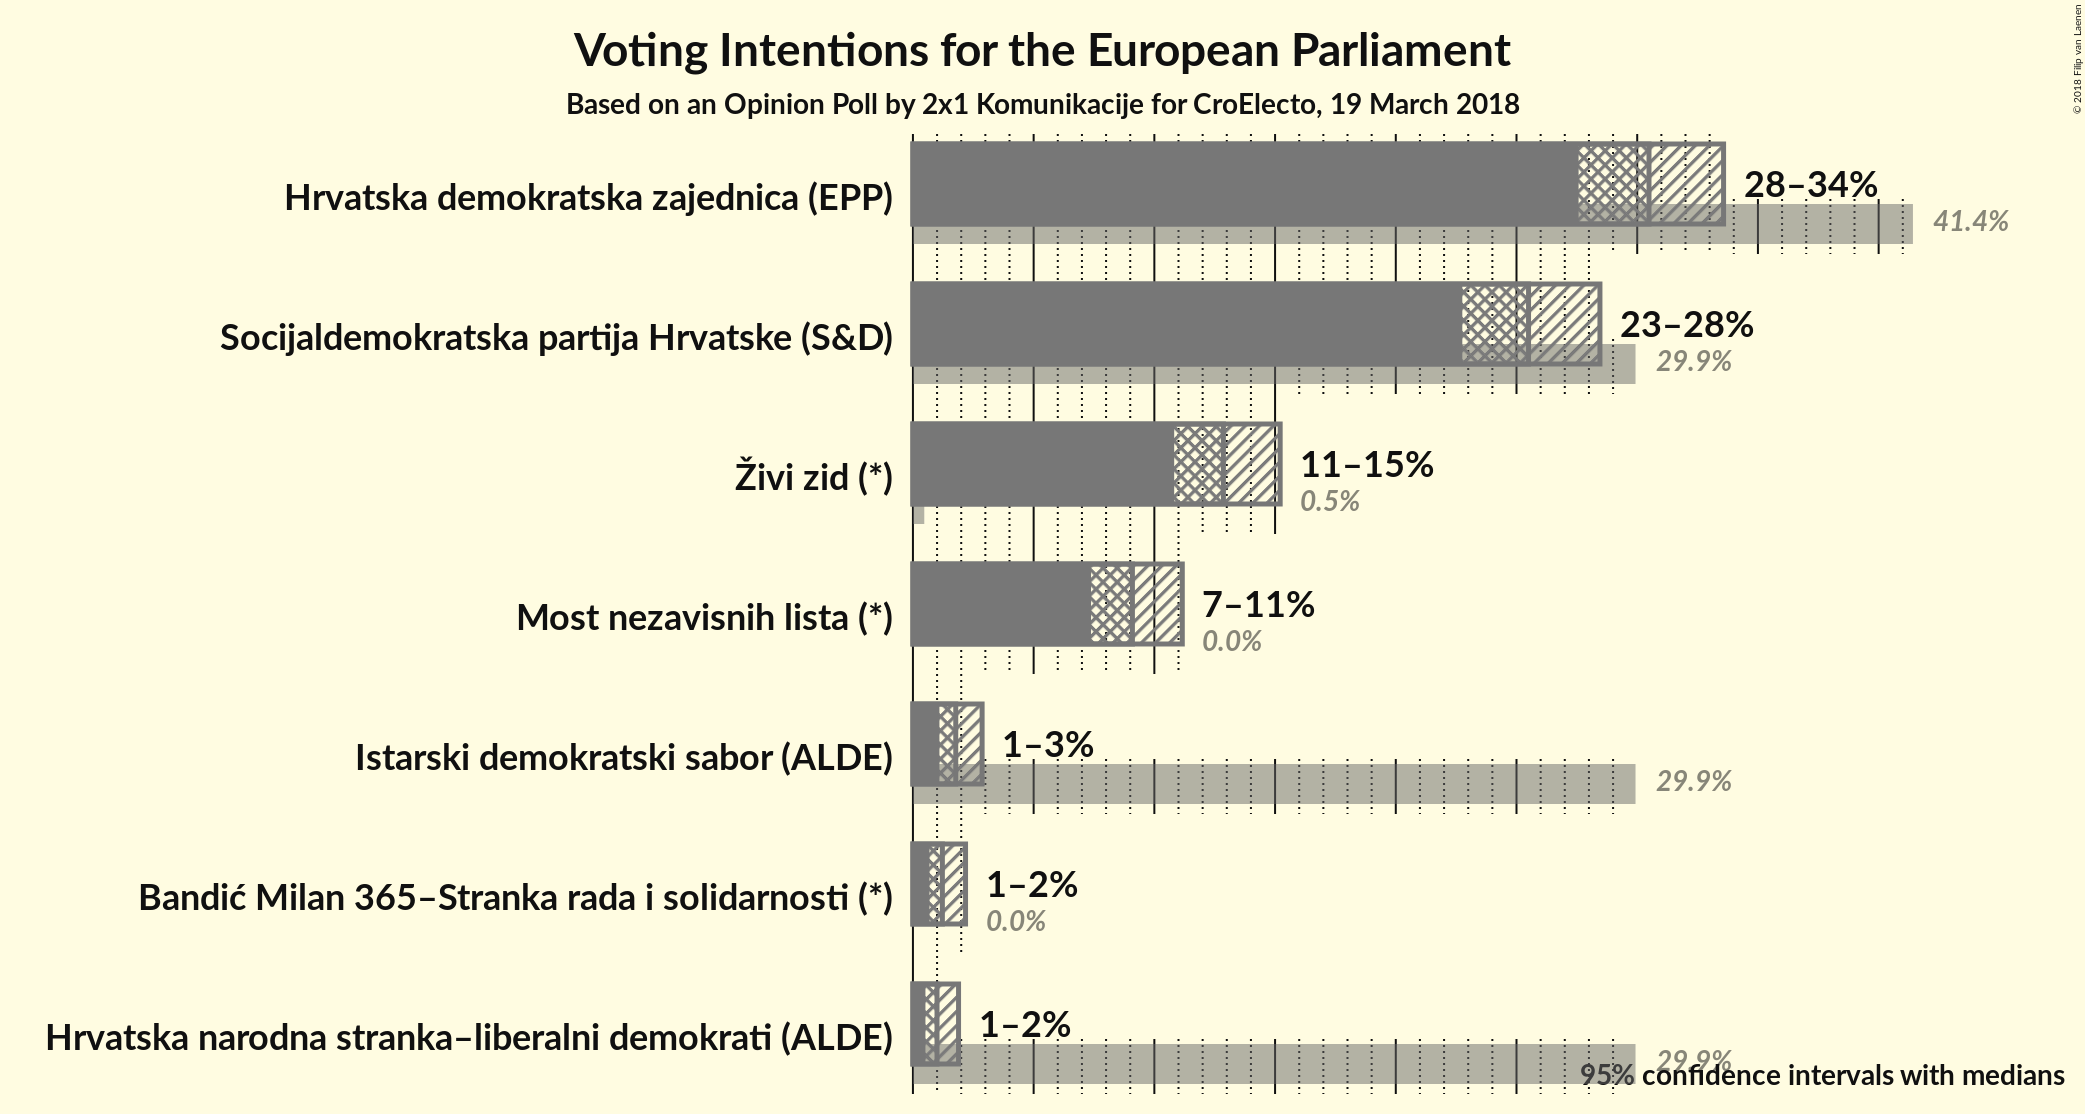 Voting Intentions for the European Parliament
Based on an Opinion Poll by 2x1 Komunikacije for CroElecto, 19 March 2018
© 2018 Filip van Laenen
Hrvatska demokratska zajednica (EPP)
28–34%
41.4%
Socijaldemokratska partija Hrvatske (S&D)
23–28%
29.9%
Živi zid (*)
11–15%
0.5%
Most nezavisnih lista (*)
7–11%
0.0%
Istarski demokratski sabor (ALDE)
1–3%
29.9%
Bandić Milan 365–Stranka rada i solidarnosti (*)
1–2%
0.0%
Hrvatska narodna stranka–liberalni demokrati (ALDE)
1–2%
29.9%
95% confidence intervals with medians